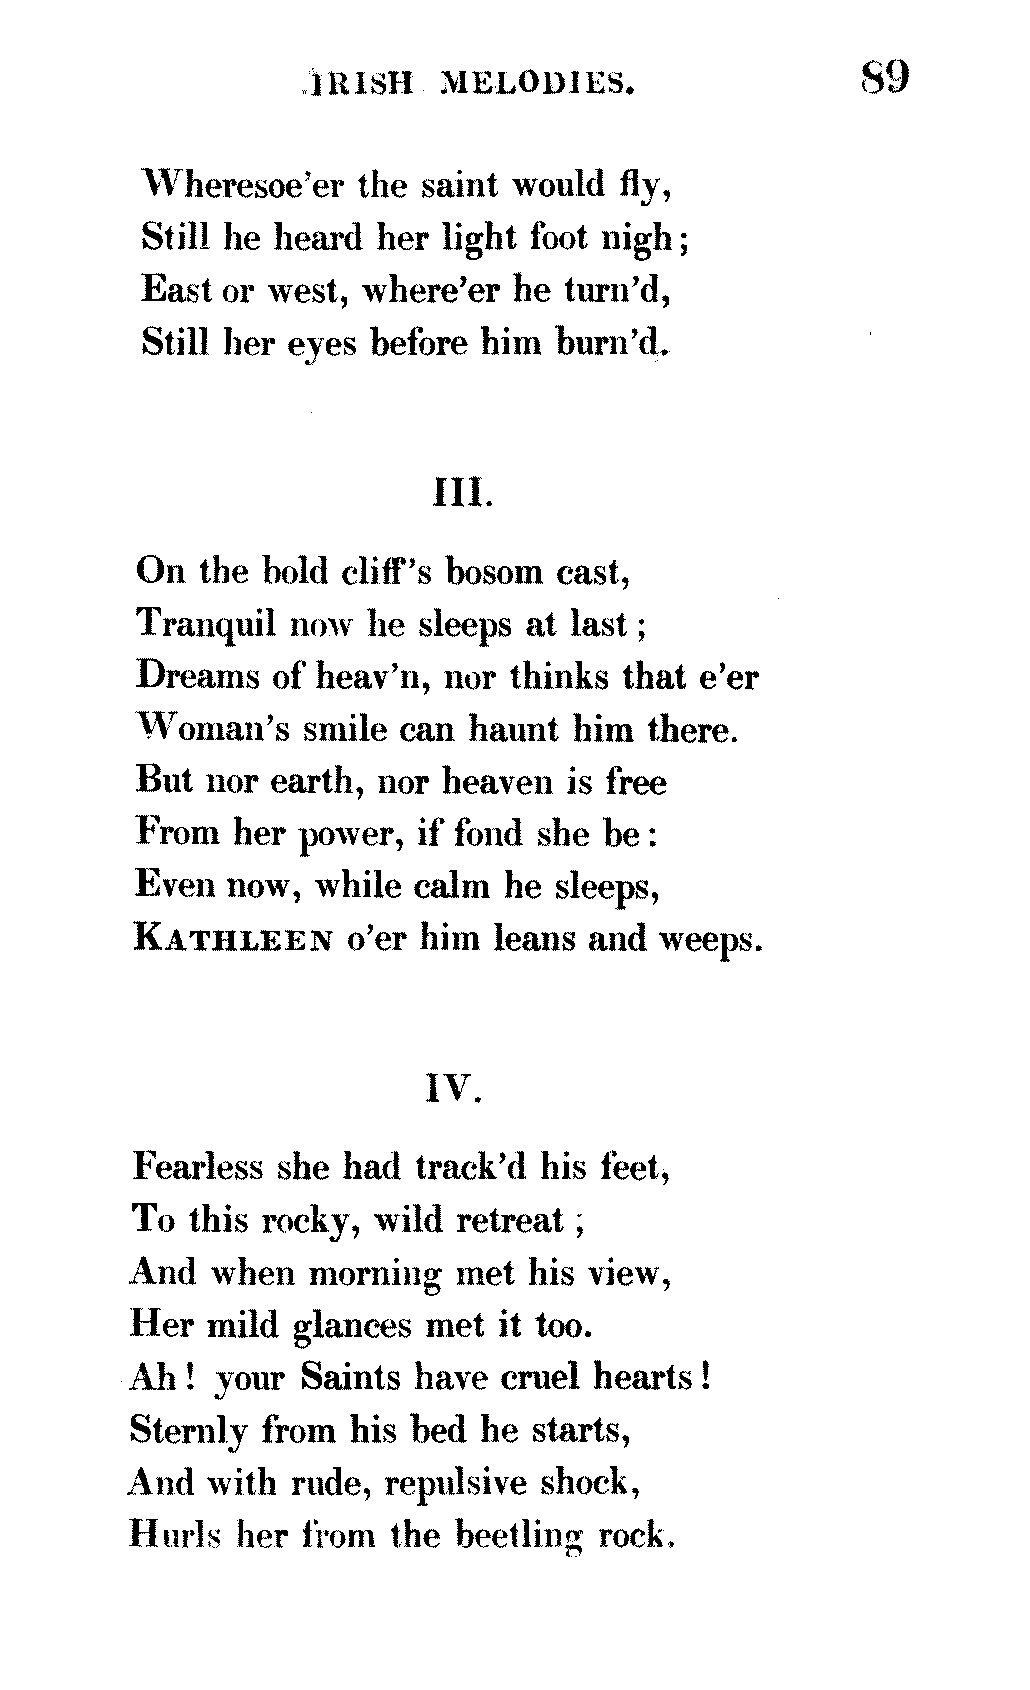 IRISH MELODIES. 89
Wheresoe'er the saint would fly,
Still he heard her light foot nigh;
East or west, where'er he turn'd,
Still her eyes before him burn'd.
III.
On the bold cliff's bosom cast,
Tranquil now he sleeps at last;
Dreams of heav'n, nor thinks that e'er
Woman's smile can haunt him there.
But nor earth, nor heaven is free
From her power, if fond she be:
Even now, while calm he sleeps,
KATHLEEN o'er him leans and weeps.
IV.
Fearless she had track'd his feet,
To this rocky, wild retreat;
And when morning met his view,
Her mild glances met it too.
Ah! your Saints have cruel hearts!
Sternly from his bed he starts,
And with rude, repulsive shock,
Hurls her from the beetling rock.